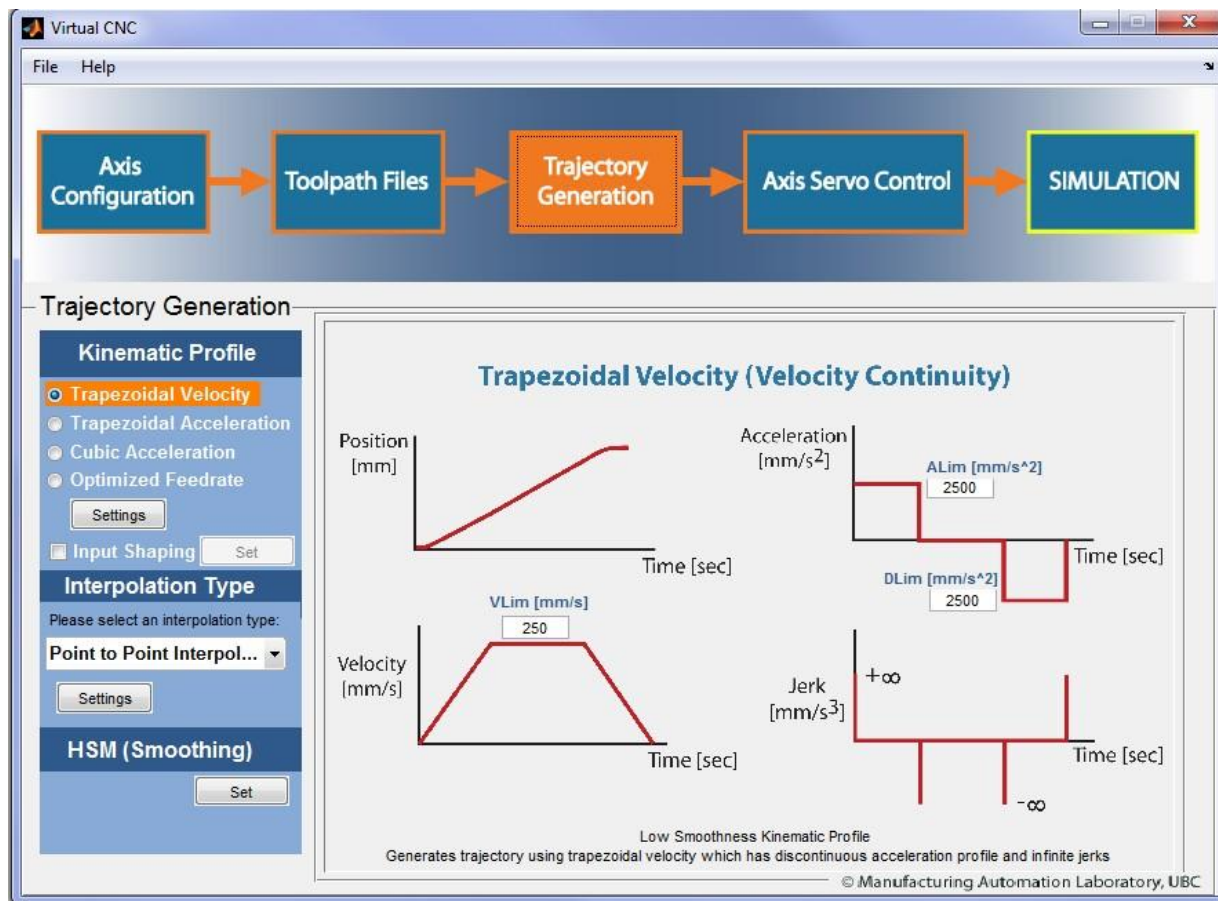 Virtual CNC
File Help
Axis
Configuration
Toolpath Files
Trajectory
Generation
Axis Servo Control
SIMULATION
Trajectory Generation
Kinematic Profile
Trapezoidal Velocity
Trapezoidal Acceleration
Cubic Acceleration
Optimized Feedrate
Settings
Input Shaping Set
Interpolation Type
Please select an interpolation type:
Point to Point Interpol...
Settings
HSM (Smoothing)
Set
Trapezoidal Velocity (Velocity Continuity)
Position
[mm]
Time [sec]
Acceleration
[mm/s2]
ALim [mm/s^2]
2500
Time [sec]
DLim [mm/s^2]
2500
VLim [mm/s]
250
Velocity
[mm/s]
Time [sec]
+∞
Jerk
[mm/s3]
Time [sec]
-∞
Low Smoothness Kinematic Profile
Generates trajectory using trapezoidal velocity which has discontinuous acceleration profile and infinite jerks
© Manufacturing Automation Laboratory, UBC